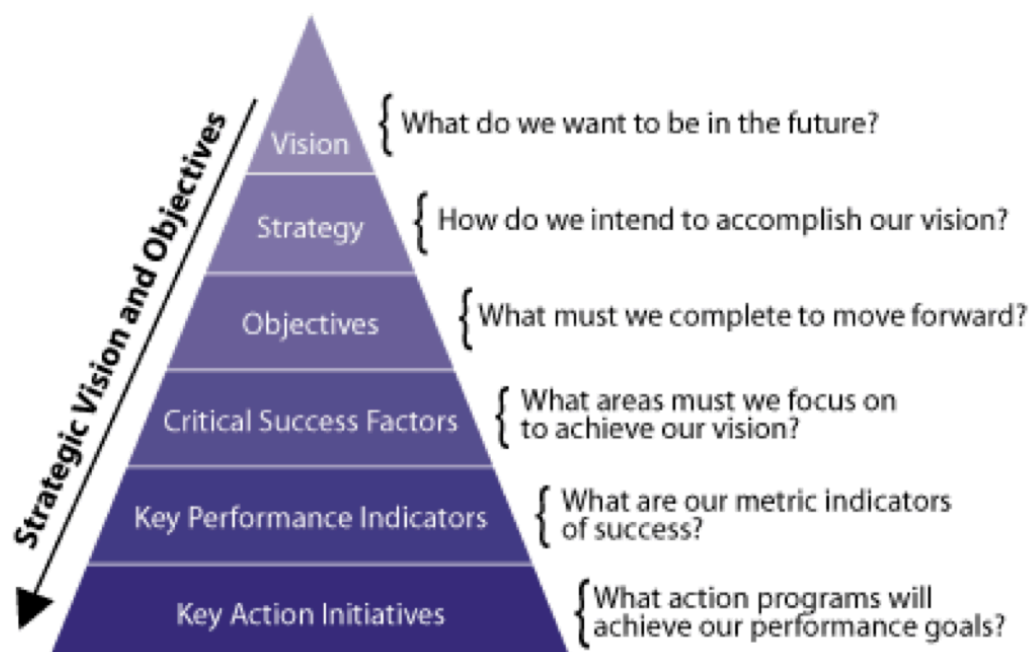 Strategic Vision and Objectives
Vision
What do we want to be in the future?
Strategy
How do we intend to accomplish our vision?
Objectives
What must we complete to move forward?
Critical Success Factors
What areas must we focus on
to achieve our vision?
Key Performance Indicators
What are our metric indicators
of success?
Key Action Initiatives
What action programs will
achieve our performance goals?